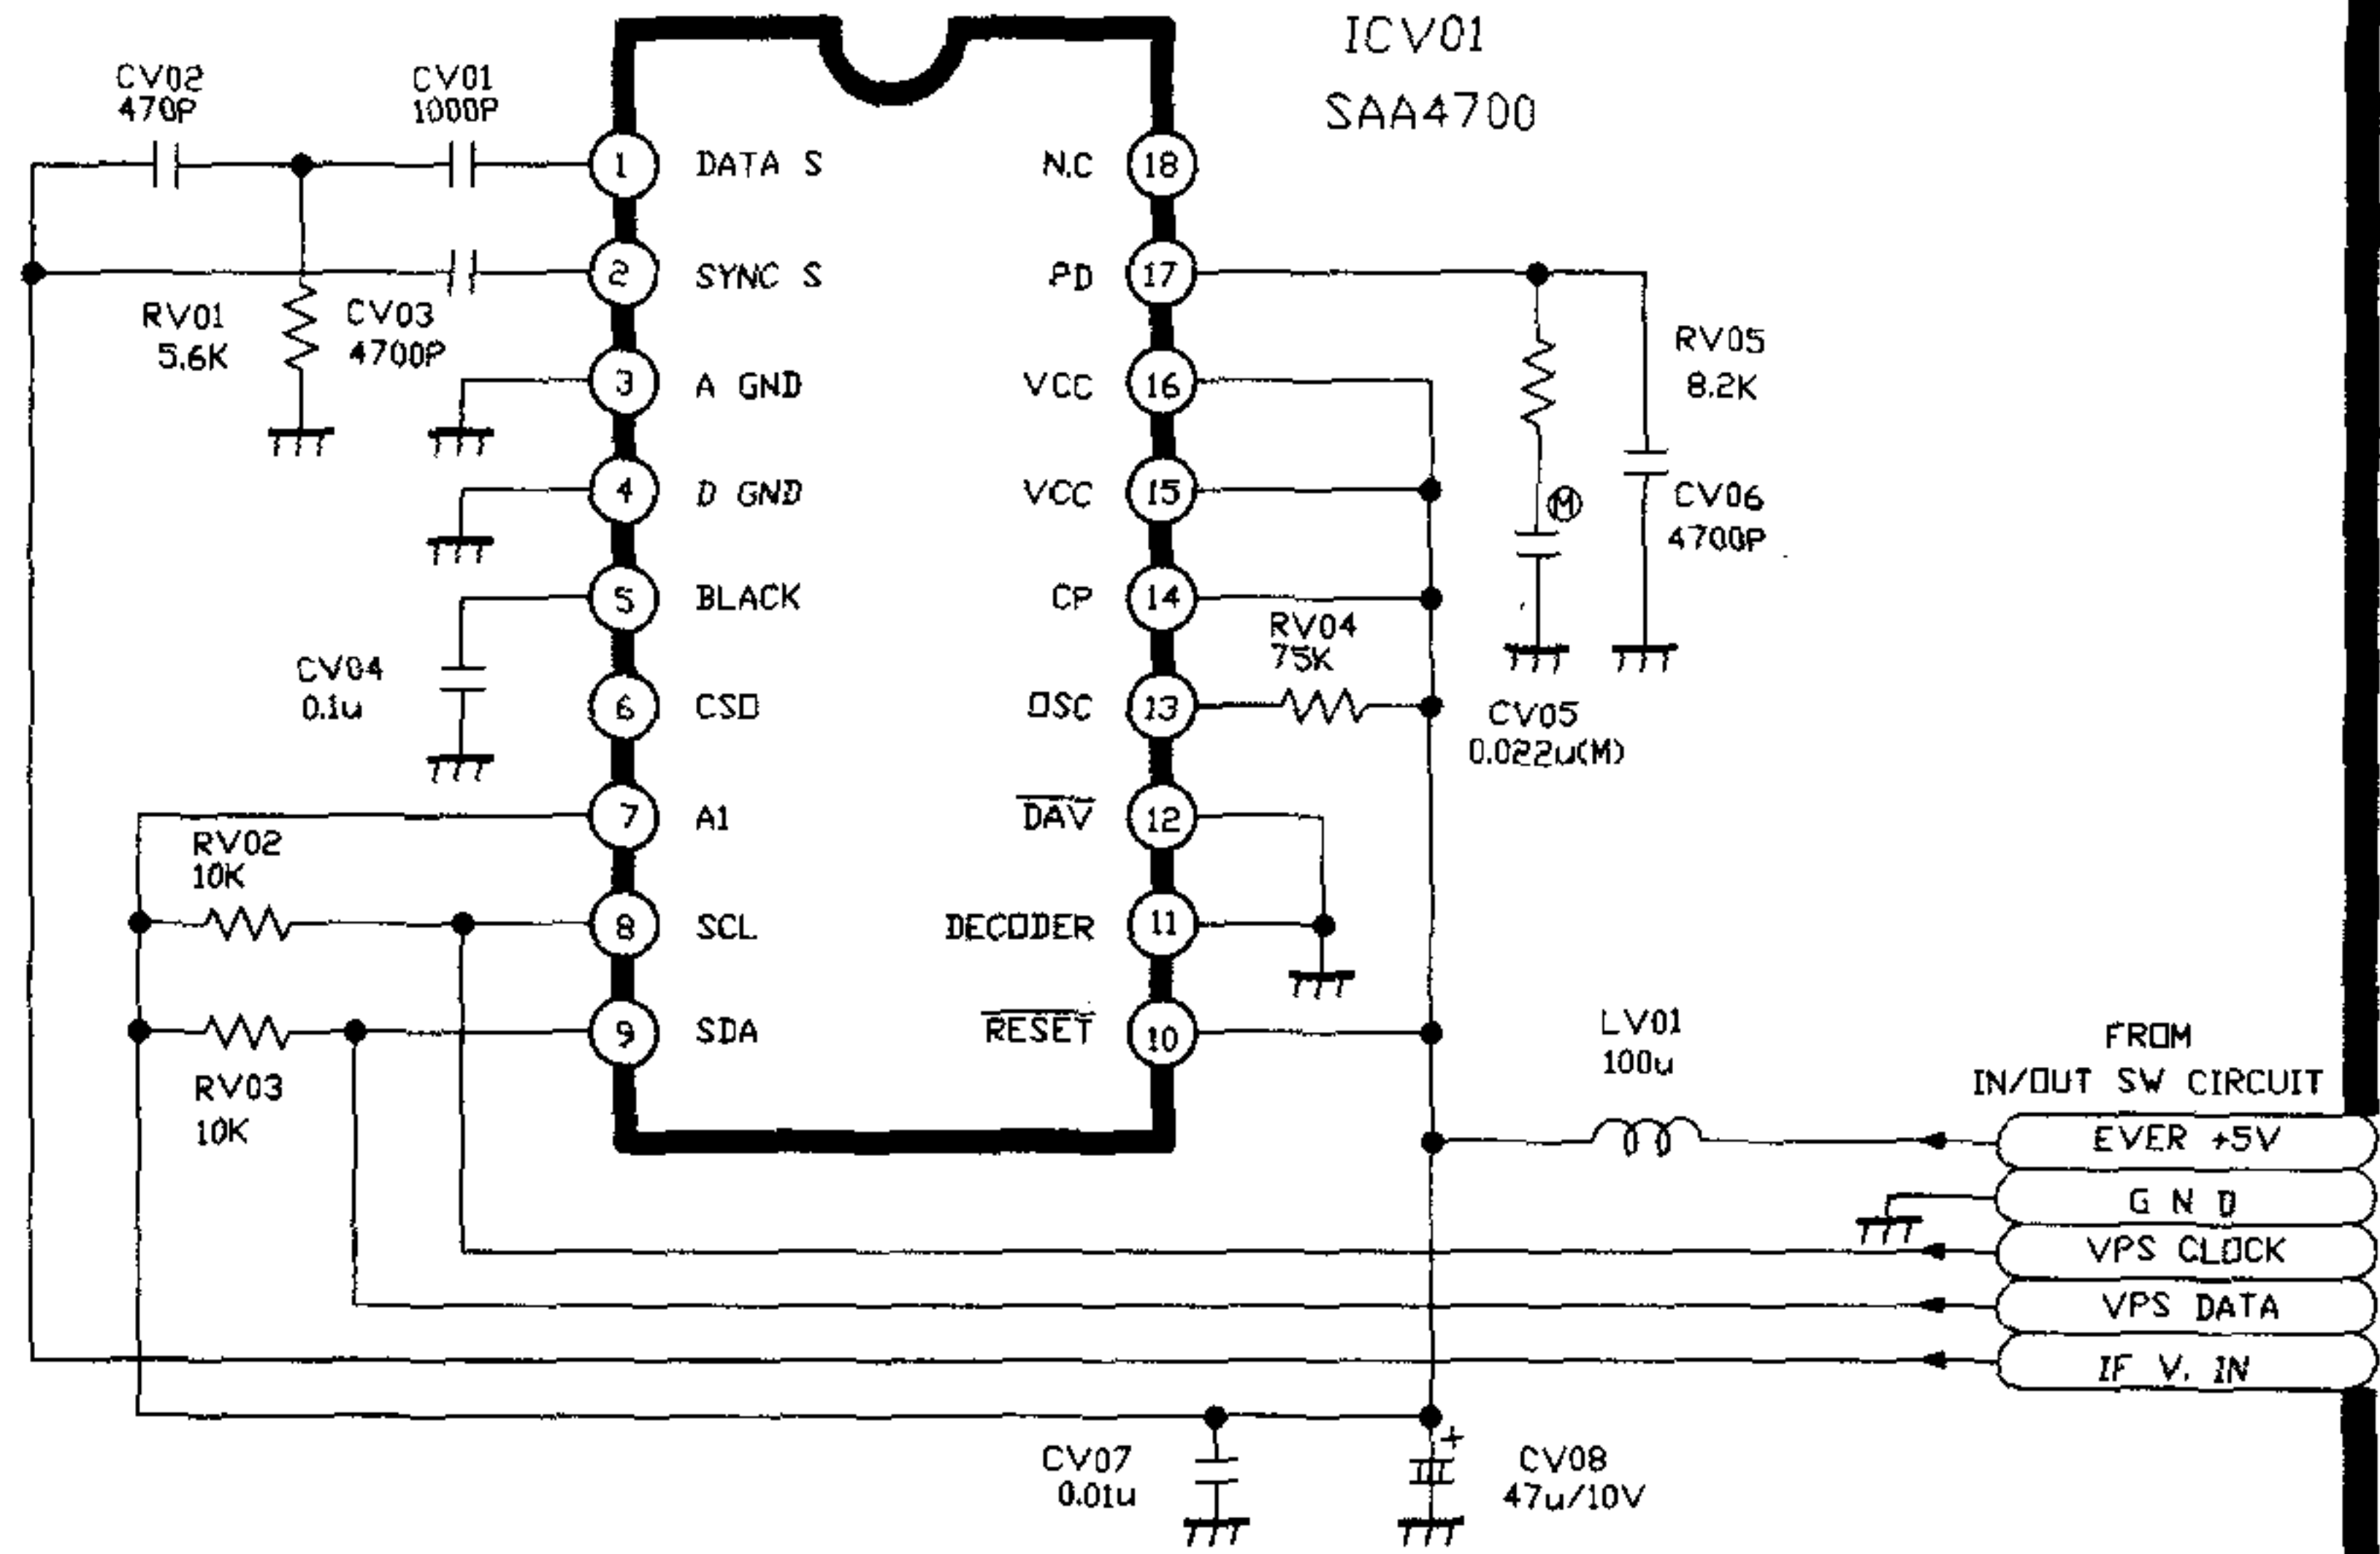 ICV01
SAA4700
CV02
470P
CV01
1000P
1 DATA S
N.C 18
2 SYNC S
PD 17
RV01
5.6K
CV03
4700P
RV05
8.2K
3 A GND
VCC 16
4 D GND
VCC 15
M
CV06
4700P
5 BLACK
CP 14
RV04
75K
CV04
0.1u
6 CSO
OSC 13
CV05
0.022u(M)
7 A1
DAV 12
RV02
10K
8 SCL
DECODER 11
9 SDA
RESET 10
RV03
10K
LV01
100u
FROM
IN/OUT SW CIRCUIT
EVER +5V
G N D
VPS CLOCK
VPS DATA
IF V. IN
CV07
0.01u
+
CV08
47u/10V